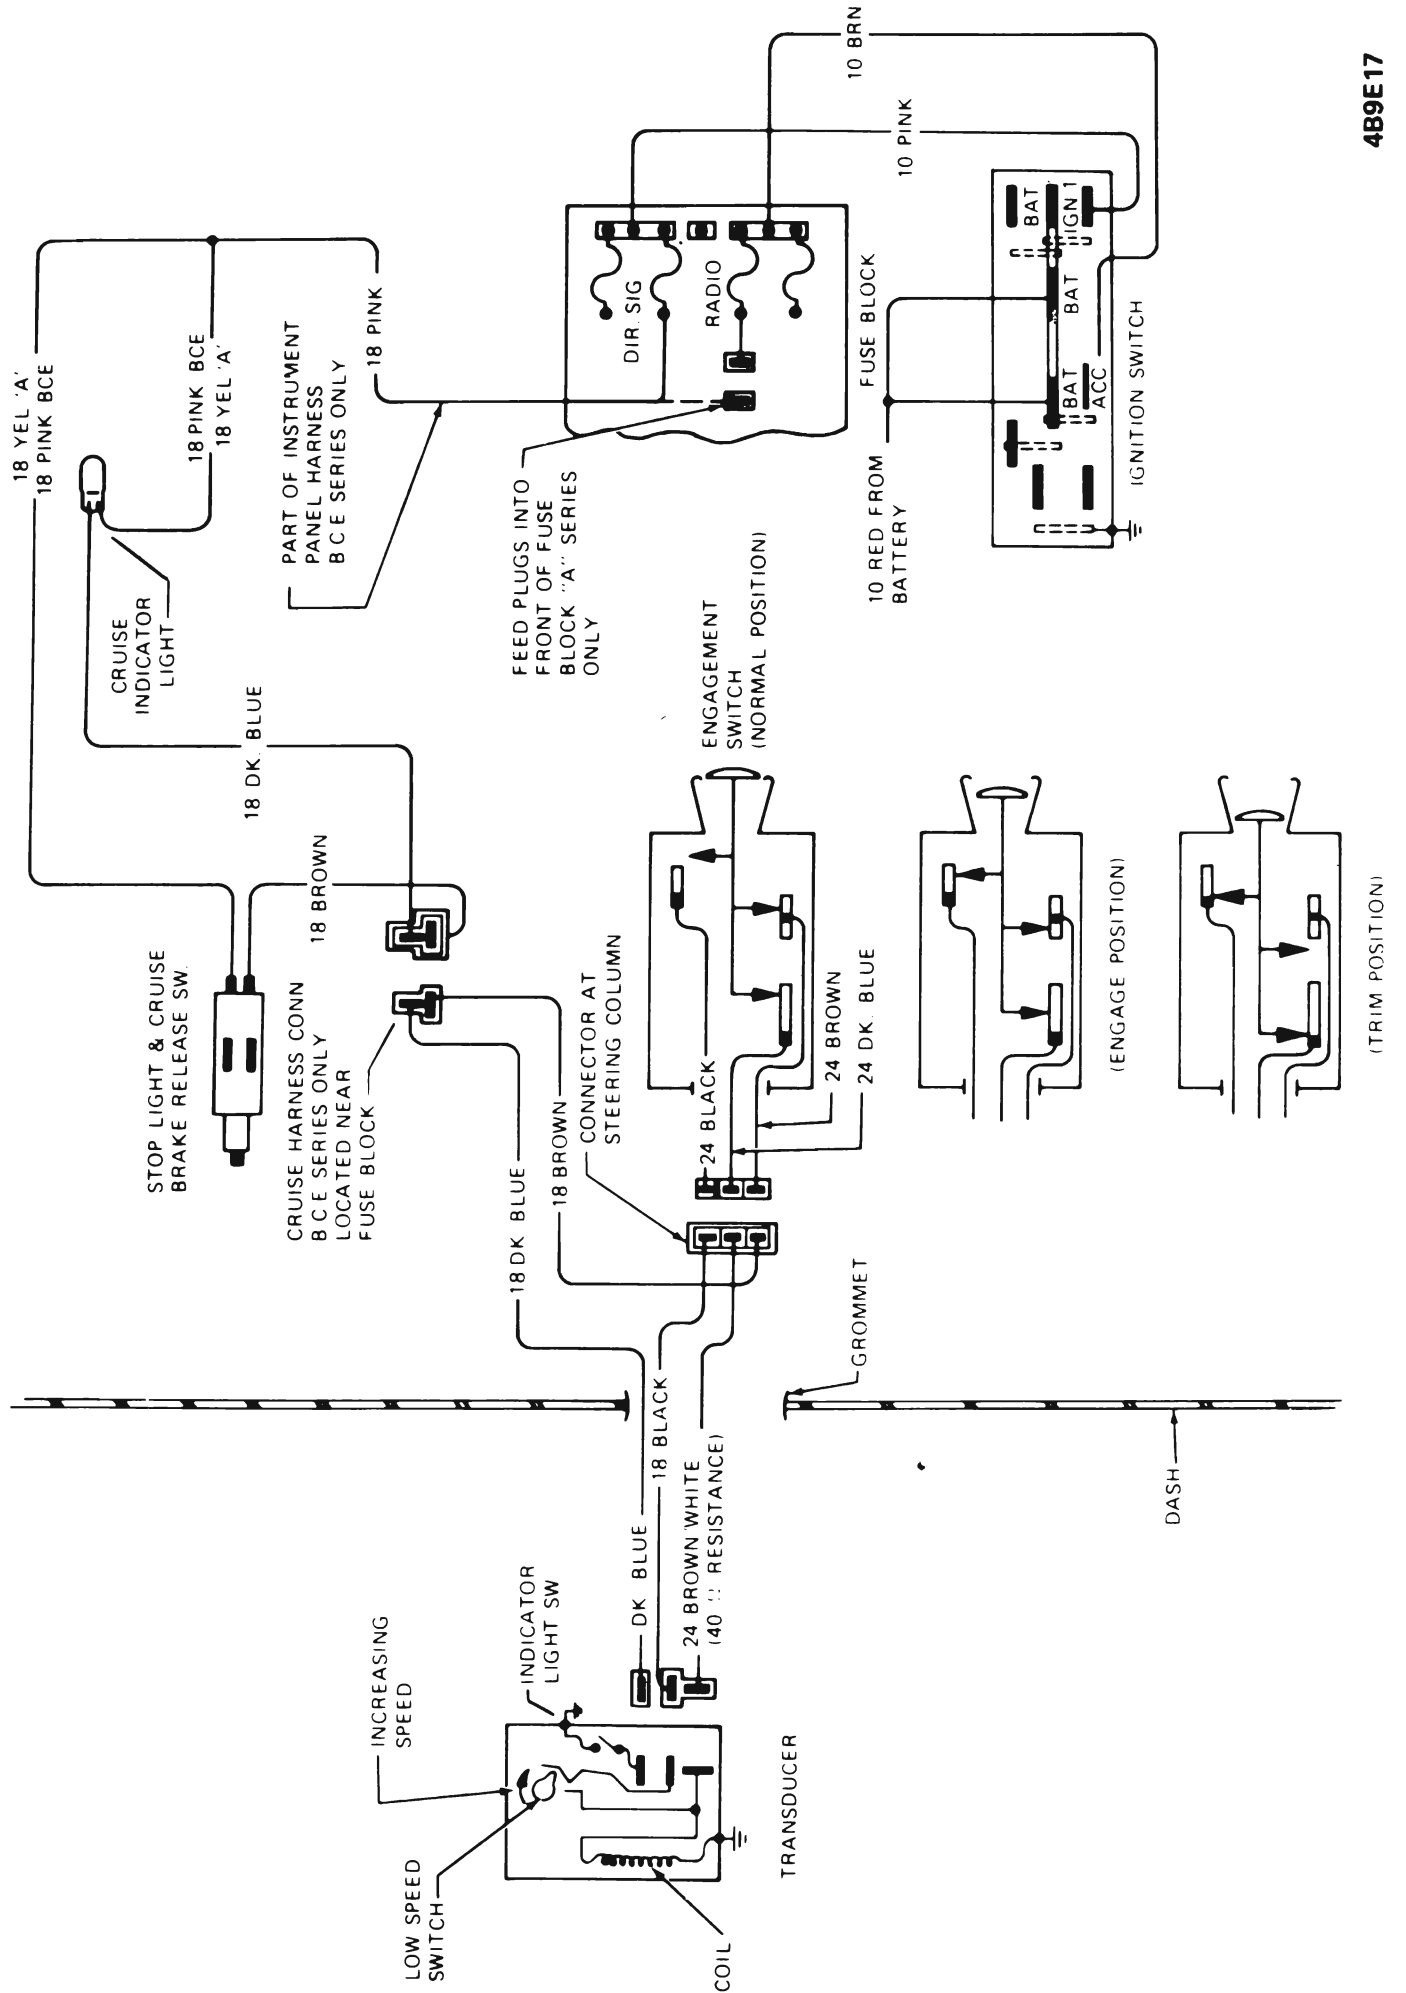 18 YEL 'A'
18 PINK BCE
18 PINK BCE
18 YEL 'A'
CRUISE
INDICATOR
LIGHT
18 DK. BLUE
PART OF INSTRUMENT
PANEL HARNESS
B C E SERIES ONLY
18 PINK
10 BRN
10 PINK
DIR. SIG
RADIO
FUSE BLOCK
FEED PLUGS INTO
FRONT OF FUSE
BLOCK "A" SERIES
ONLY
10 RED FROM
BATTERY
BAT
IGN 1
BAT
BAT
ACC
IGNITION SWITCH
STOP LIGHT & CRUISE
BRAKE RELEASE SW.
18 BROWN
CRUISE HARNESS CONN
B C E SERIES ONLY
LOCATED NEAR
FUSE BLOCK
18 DK BLUE
18 BROWN
CONNECTOR AT
STEERING COLUMN
ENGAGEMENT
SWITCH
(NORMAL POSITION)
24 BLACK
24 BROWN
24 DK. BLUE
(ENGAGE POSITION)
(TRIM POSITION)
GROMMET
DASH
DK BLUE
18 BLACK
24 BROWN WHITE
(40 Ω RESISTANCE)
INCREASING
SPEED
INDICATOR
LIGHT SW
LOW SPEED
SWITCH
COIL
TRANSDUCER
4B9E17